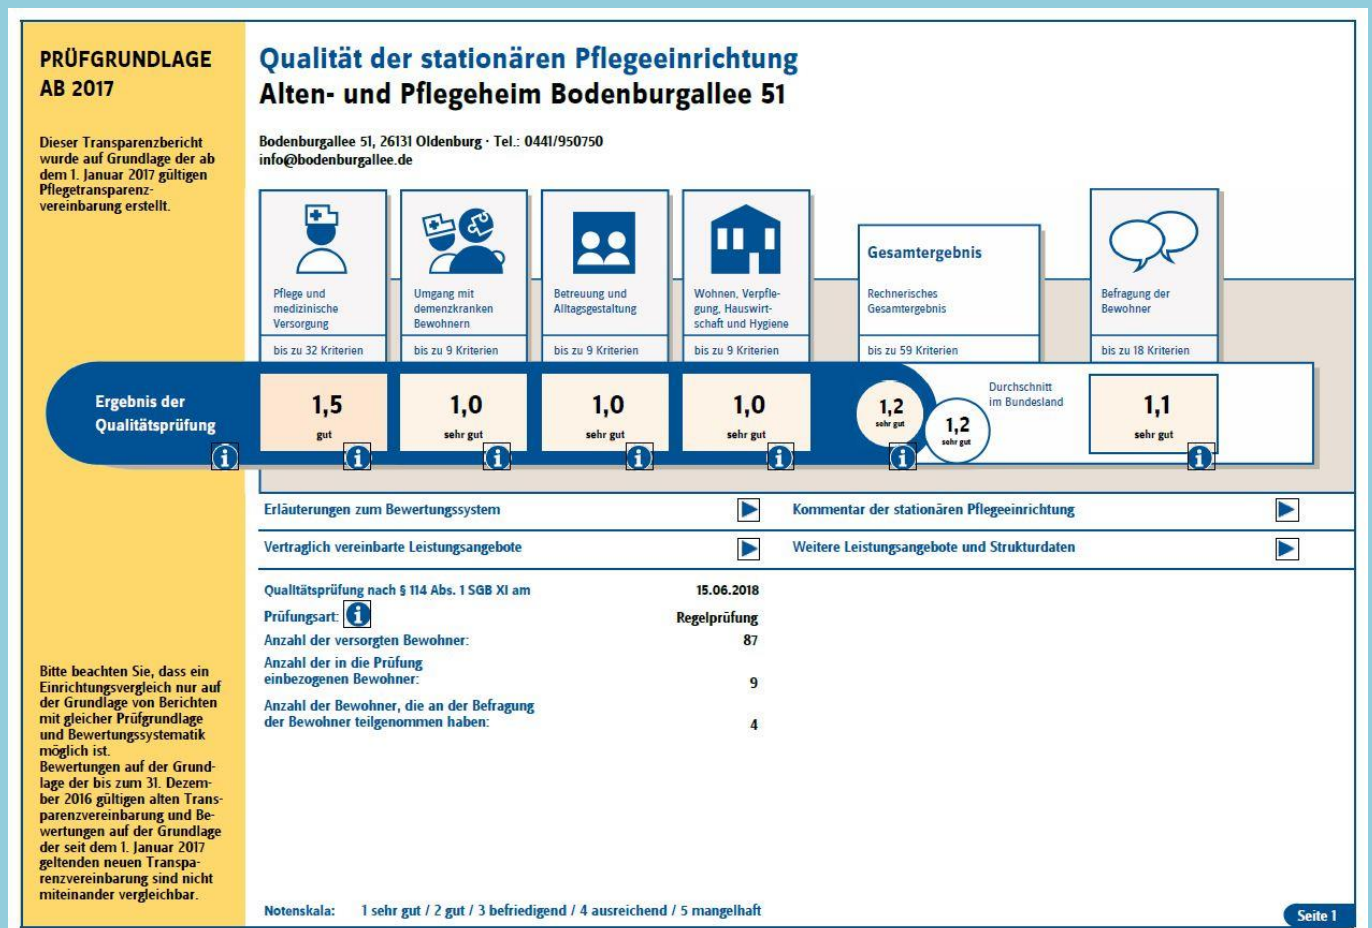 PRÜFGRUNDLAGE
AB 2017
Dieser Transparenzbericht
wurde auf Grundlage der ab
dem 1. Januar 2017 gültigen
Pflegetransparenz-
vereinbarung erstellt.
Bitte beachten Sie, dass ein
Einrichtungsvergleich nur auf
der Grundlage von Berichten
mit gleicher Prüfgrundlage
und Bewertungssystematik
möglich ist.
Bewertungen auf der Grund-
lage der bis zum 31. Dezem-
ber 2016 gültigen alten Trans-
parenzvereinbarung und Be-
wertungen auf der Grundlage
der seit dem 1. Januar 2017
geltenden neuen Transpa-
renzvereinbarung sind nicht
miteinander vergleichbar.
Qualität der stationären Pflegeeinrichtung
Alten- und Pflegeheim Bodenburgallee 51
Bodenburgallee 51, 26131 Oldenburg · Tel.: 0441/950750
info@bodenburgallee.de
Pflege und
medizinische
Versorgung
bis zu 32 Kriterien
Umgang mit
demenzkranken
Bewohnern
bis zu 9 Kriterien
Betreuung und
Alltagsgestaltung
bis zu 9 Kriterien
Wohnen, Verpfle-
gung, Hauswirt-
schaft und Hygiene
bis zu 9 Kriterien
Gesamtergebnis
Rechnerisches
Gesamtergebnis
bis zu 59 Kriterien
Befragung der
Bewohner
bis zu 18 Kriterien
Ergebnis der
Qualitätsprüfung
1,5
gut
1,0
sehr gut
1,0
sehr gut
1,0
sehr gut
1,2
sehr gut
1,2
sehr gut
Durchschnitt
im Bundesland
1,1
sehr gut
Erläuterungen zum Bewertungssystem
Kommentar der stationären Pflegeeinrichtung
Vertraglich vereinbarte Leistungsangebote
Weitere Leistungsangebote und Strukturdaten
Qualitätsprüfung nach § 114 Abs. 1 SGB XI am 15.06.2018
Prüfungsart: Regelprüfung
Anzahl der versorgten Bewohner: 87
Anzahl der in die Prüfung
einbezogenen Bewohner: 9
Anzahl der Bewohner, die an der Befragung
der Bewohner teilgenommen haben: 4
Notenskala: 1 sehr gut / 2 gut / 3 befriedigend / 4 ausreichend / 5 mangelhaft
Seite 1